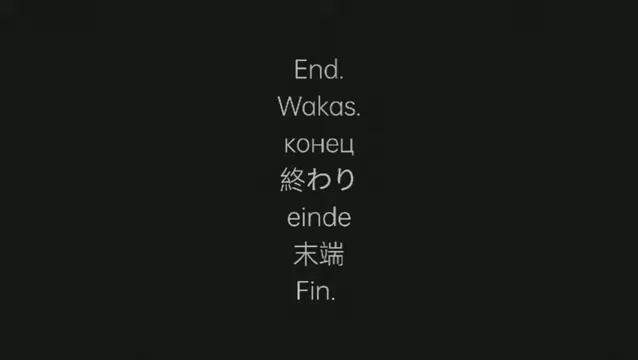 End.
Wakas.
конец
終わり
einde
末端
Fin.